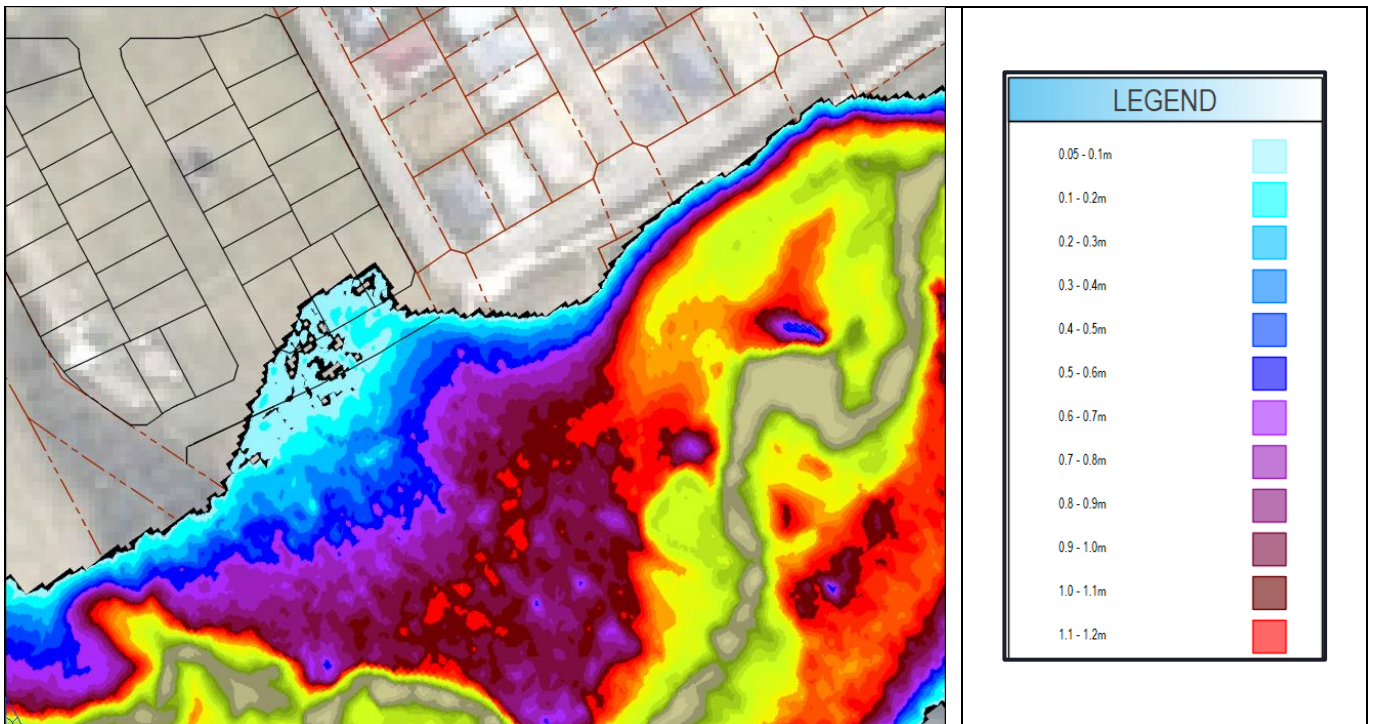 LEGEND
0.05 - 0.1m
0.1 - 0.2m
0.2 - 0.3m
0.3 - 0.4m
0.4 - 0.5m
0.5 - 0.6m
0.6 - 0.7m
0.7 - 0.8m
0.8 - 0.9m
0.9 - 1.0m
1.0 - 1.1m
1.1 - 1.2m